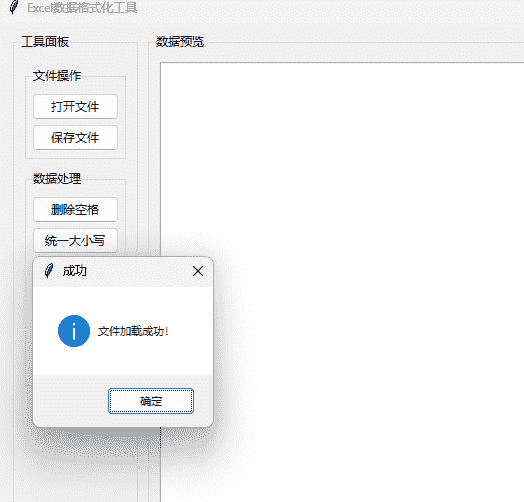 Excel数据格式化工具
工具面板
数据预览
文件操作
打开文件
保存文件
数据处理
删除空格
统一大小写
成功
文件加载成功!
确定